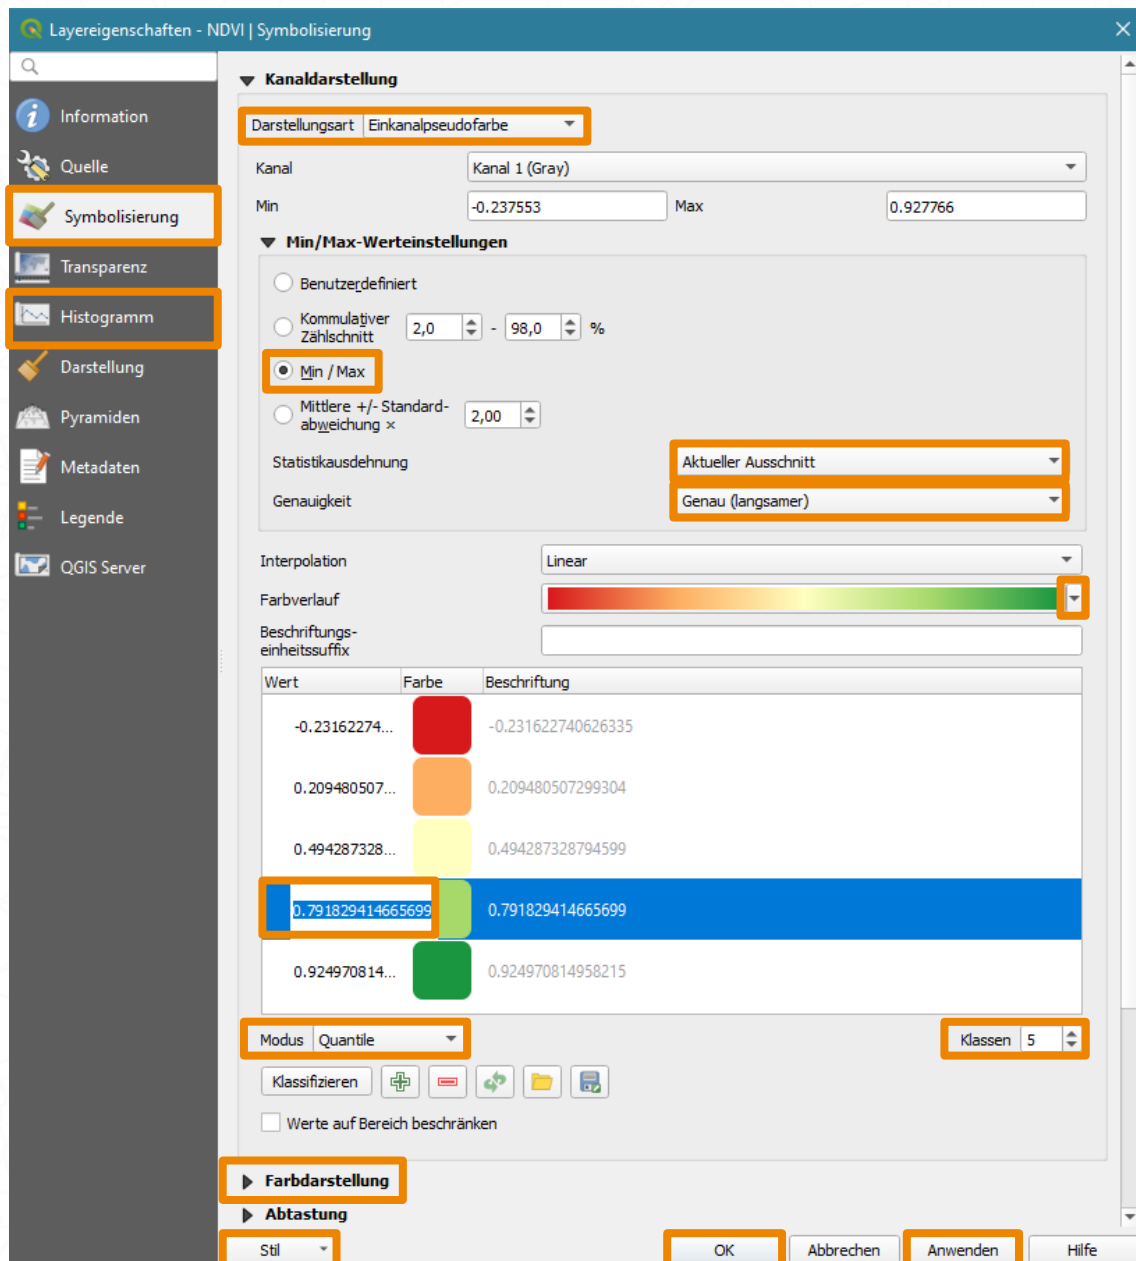 Layereigenschaften - NDVI | Symbolisierung
Information
Quelle
Symbolisierung
Transparenz
Histogramm
Darstellung
Pyramiden
Metadaten
Legende
QGIS Server
Kanaldarstellung
Darstellungsart Einkanalpseudofarbe
Kanal Kanal 1 (Gray)
Min -0.237553 Max 0.927766
Min/Max-Werteinstellungen
Benutzerdefiniert
Kommulativer
Zählschnitt 2,0 - 98,0 %
Min / Max
Mittlere +/- Standard-
abweichung × 2,00
Statistikausdehnung Aktueller Ausschnitt
Genauigkeit Genau (langsamer)
Interpolation Linear
Farbverlauf
Beschriftungs-
einheitssuffix
Wert Farbe Beschriftung
-0.23162274... -0.231622740626335
0.209480507... 0.209480507299304
0.494287328... 0.494287328794599
0.791829414665699 0.791829414665699
0.924970814... 0.924970814958215
Modus Quantile Klassen 5
Klassifizieren
Werte auf Bereich beschränken
Farbdarstellung
Abtastung
Stil OK Abbrechen Anwenden Hilfe